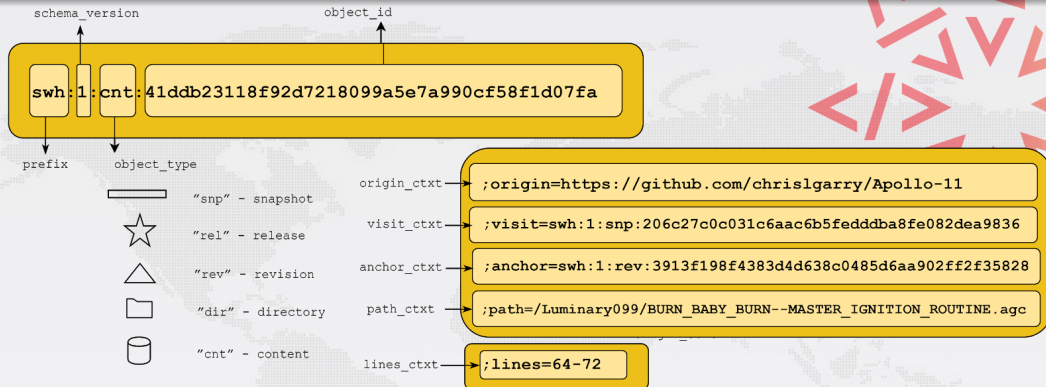 schema_version
object_id
swh:1:cnt:41ddb23118f92d7218099a5e7a990cf58f1d07fa
prefix
object_type
"snp" - snapshot
"rel" - release
"rev" - revision
"dir" - directory
"cnt" - content
origin_ctxt
;origin=https://github.com/chrislgarry/Apollo-11
visit_ctxt
;visit=swh:1:snp:206c27c0c031c6aac6b5fedddba8fe082dea9836
anchor_ctxt
;anchor=swh:1:rev:3913f198f4383d4d638c0485d6aa902ff2f35828
path_ctxt
;path=/Luminary099/BURN_BABY_BURN--MASTER_IGNITION_ROUTINE.agc
lines_ctxt
;lines=64-72